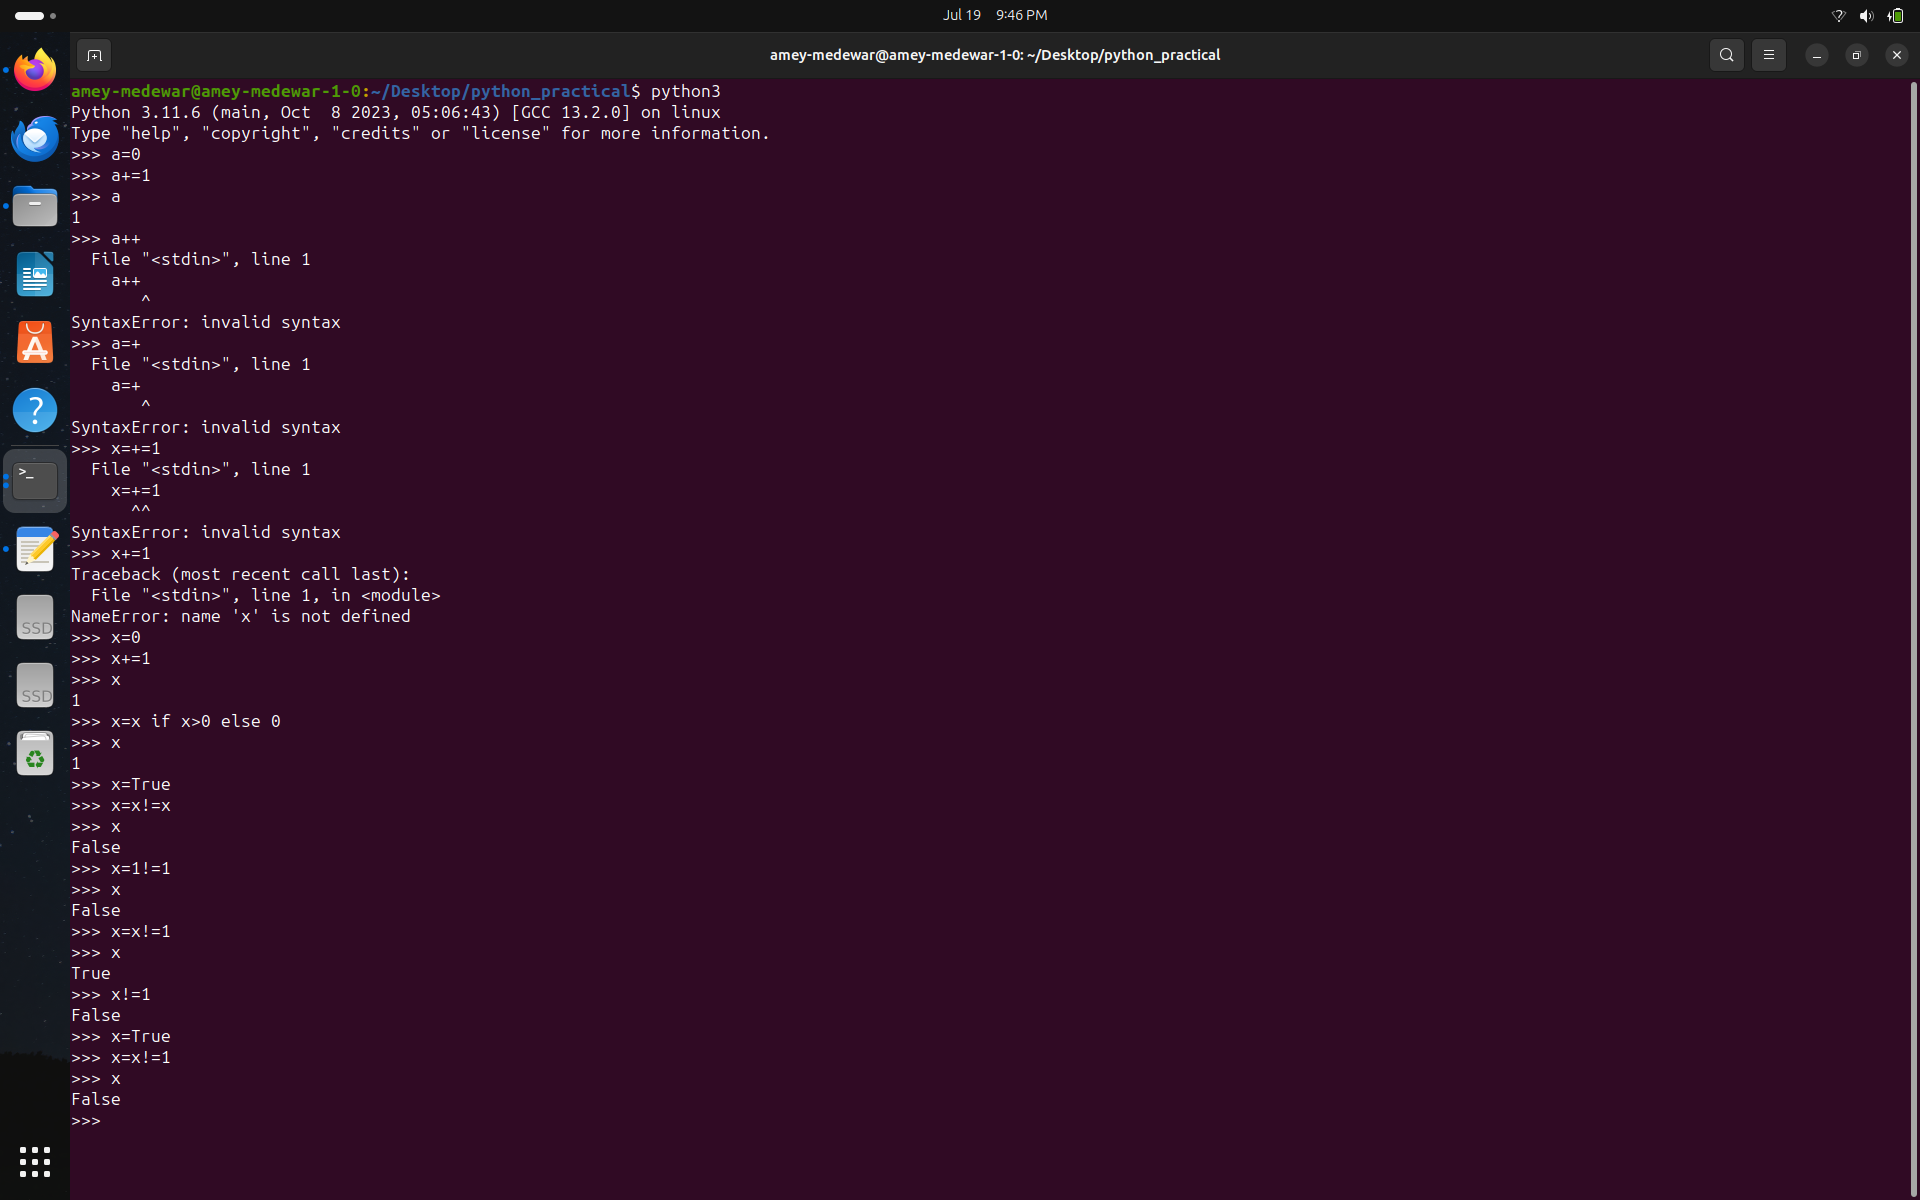 Jul 19 9:46 PM
amey-medewar@amey-medewar-1-0: ~/Desktop/python_practical
amey-medewar@amey-medewar-1-0:~/Desktop/python_practical$ python3
Python 3.11.6 (main, Oct  8 2023, 05:06:43) [GCC 13.2.0] on linux
Type "help", "copyright", "credits" or "license" for more information.
>>> a=0
>>> a+=1
>>> a
1
>>> a++
  File "<stdin>", line 1
    a++
       ^
SyntaxError: invalid syntax
>>> a=+
  File "<stdin>", line 1
    a=+
       ^
SyntaxError: invalid syntax
>>> x=+=1
  File "<stdin>", line 1
    x=+=1
      ^^
SyntaxError: invalid syntax
>>> x+=1
Traceback (most recent call last):
  File "<stdin>", line 1, in <module>
NameError: name 'x' is not defined
>>> x=0
>>> x+=1
>>> x
1
>>> x=x if x>0 else 0
>>> x
1
>>> x=True
>>> x=x!=x
>>> x
False
>>> x=1!=1
>>> x
False
>>> x=x!=1
>>> x
True
>>> x!=1
False
>>> x=True
>>> x=x!=1
>>> x
False
>>>
SSD
SSD